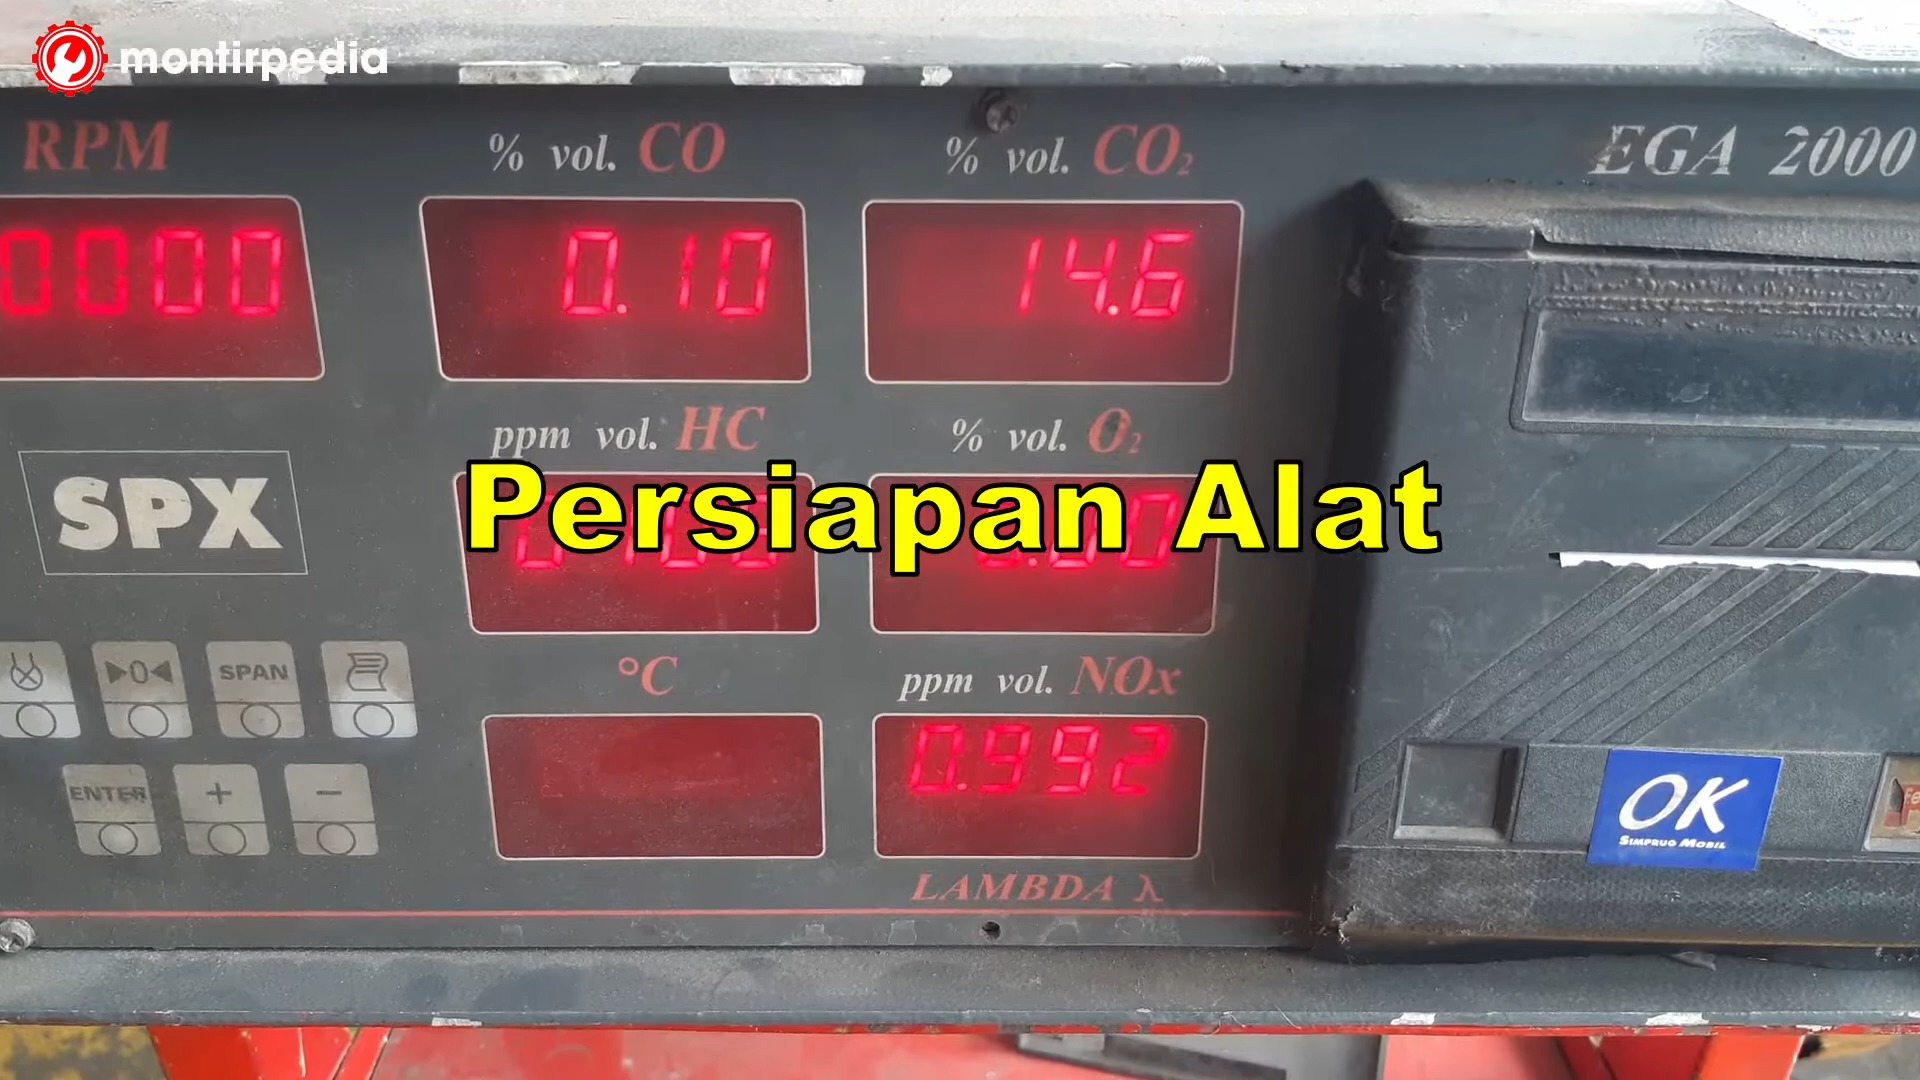 montirpedia
RPM
% vol. CO
% vol. CO₂
EGA 2000
0000
0.10
14.6
ppm vol. HC
% vol. O₂
SPX
Persiapan Alat
▶0◀
SPAN
°C
ppm vol. NOx
0.992
ENTER
+
−
OK
SIMPRUG MOBIL
LAMBDA λ